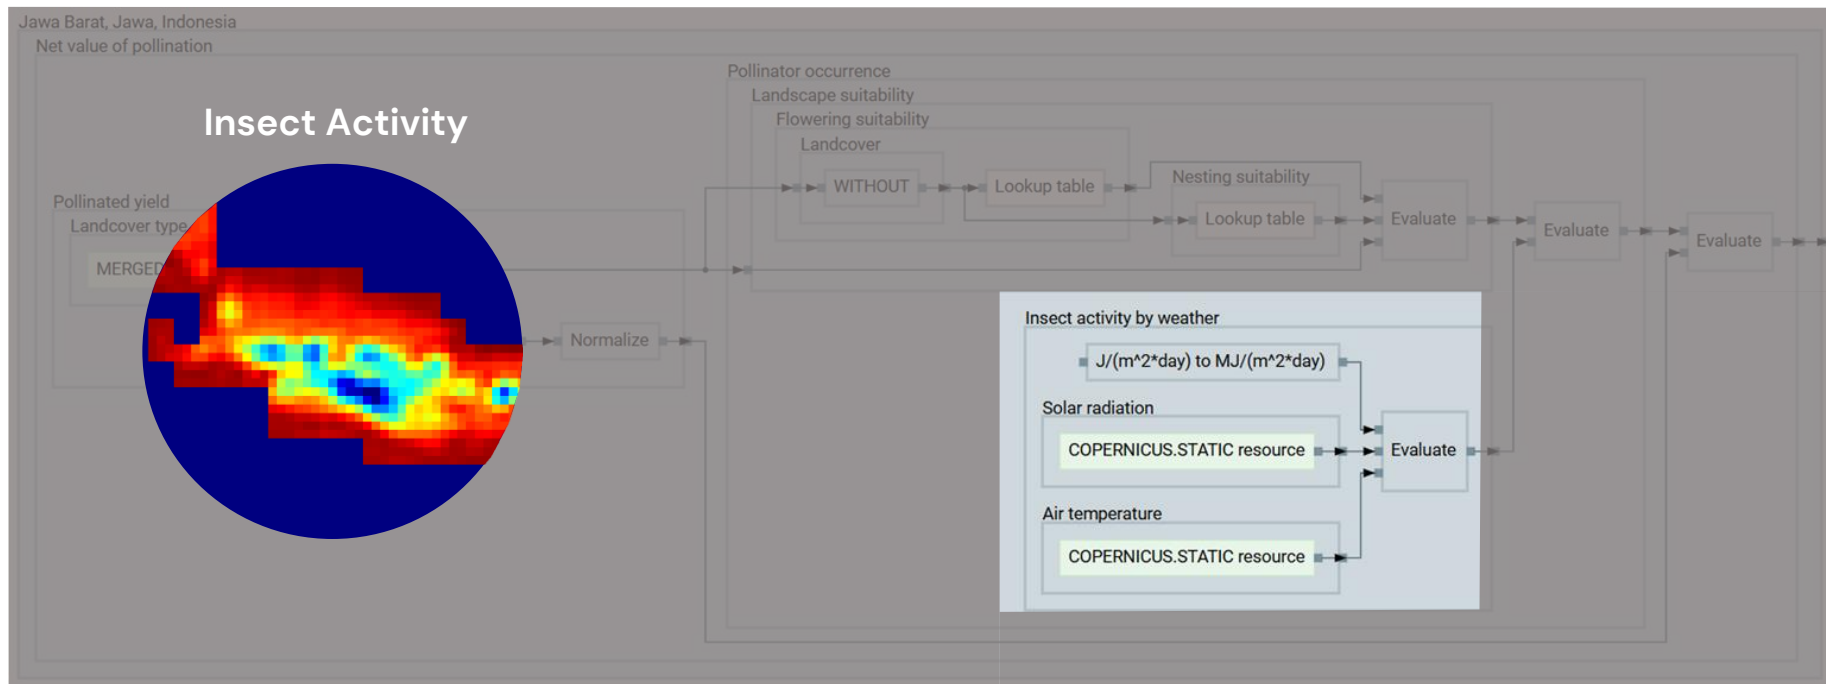 Jawa Barat, Jawa, Indonesia
Net value of pollination
Pollinator occurrence
Landscape suitability
Insect Activity
Flowering suitability
Landcover
WITHOUT
Lookup table
Nesting suitability
Lookup table
Evaluate
Evaluate
Evaluate
Pollinated yield
Landcover type
MERGED
Normalize
Insect activity by weather
J/(m^2*day) to MJ/(m^2*day)
Solar radiation
COPERNICUS.STATIC resource
Evaluate
Air temperature
COPERNICUS.STATIC resource